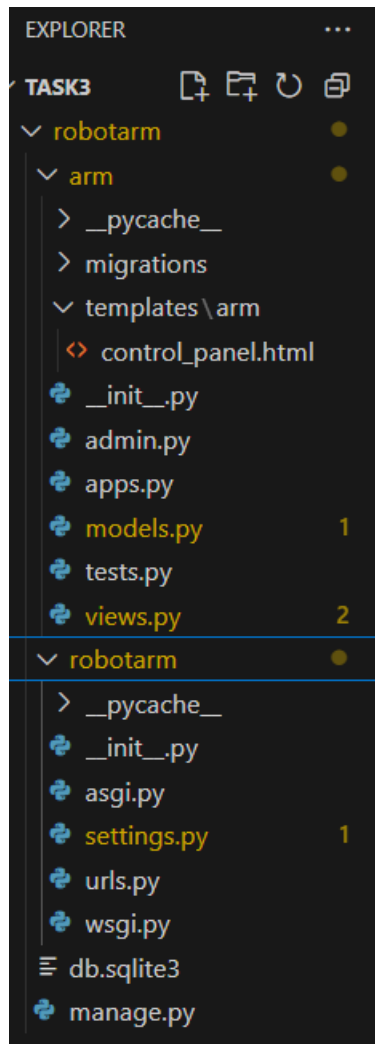 EXPLORER ...
TASK3
robotarm
arm
__pycache__
migrations
templates\arm
control_panel.html
__init__.py
admin.py
apps.py
models.py 1
tests.py
views.py 2
robotarm
__pycache__
__init__.py
asgi.py
settings.py 1
urls.py
wsgi.py
db.sqlite3
manage.py